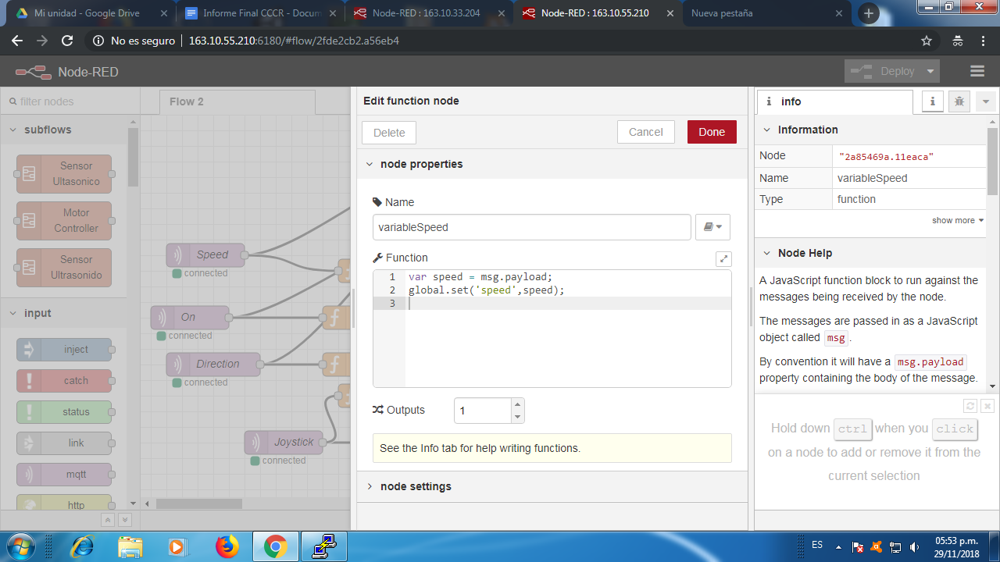 Mi unidad - Google Drive
Informe Final CCCR - Docum
Node-RED : 163.10.33.204
Node-RED : 163.10.55.210
Nueva pestaña
No es seguro
163.10.55.210:6180/#flow/2fde2cb2.a56eb4
Node-RED
Deploy
filter nodes
subflows
Sensor
Ultasonico
Motor
Controller
Sensor
Ultrasonido
input
inject
catch
status
link
mqtt
http
Flow 2
Speed
connected
On
connected
Direction
connected
Joystick
connected
Edit function node
Delete
Cancel
Done
node properties
Name
variableSpeed
Function
1 var speed = msg.payload;
2 global.set('speed',speed);
3
Outputs
1
See the Info tab for help writing functions.
node settings
info
Information
Node "2a85469a.11eaca"
Name variableSpeed
Type function
show more
Node Help
A JavaScript function block to run against the
messages being received by the node.
The messages are passed in as a JavaScript
object called msg.
By convention it will have a msg.payload
property containing the body of the message.
Hold down ctrl when you click
on a node to add or remove it from the
current selection
ES
05:53 p.m.
29/11/2018